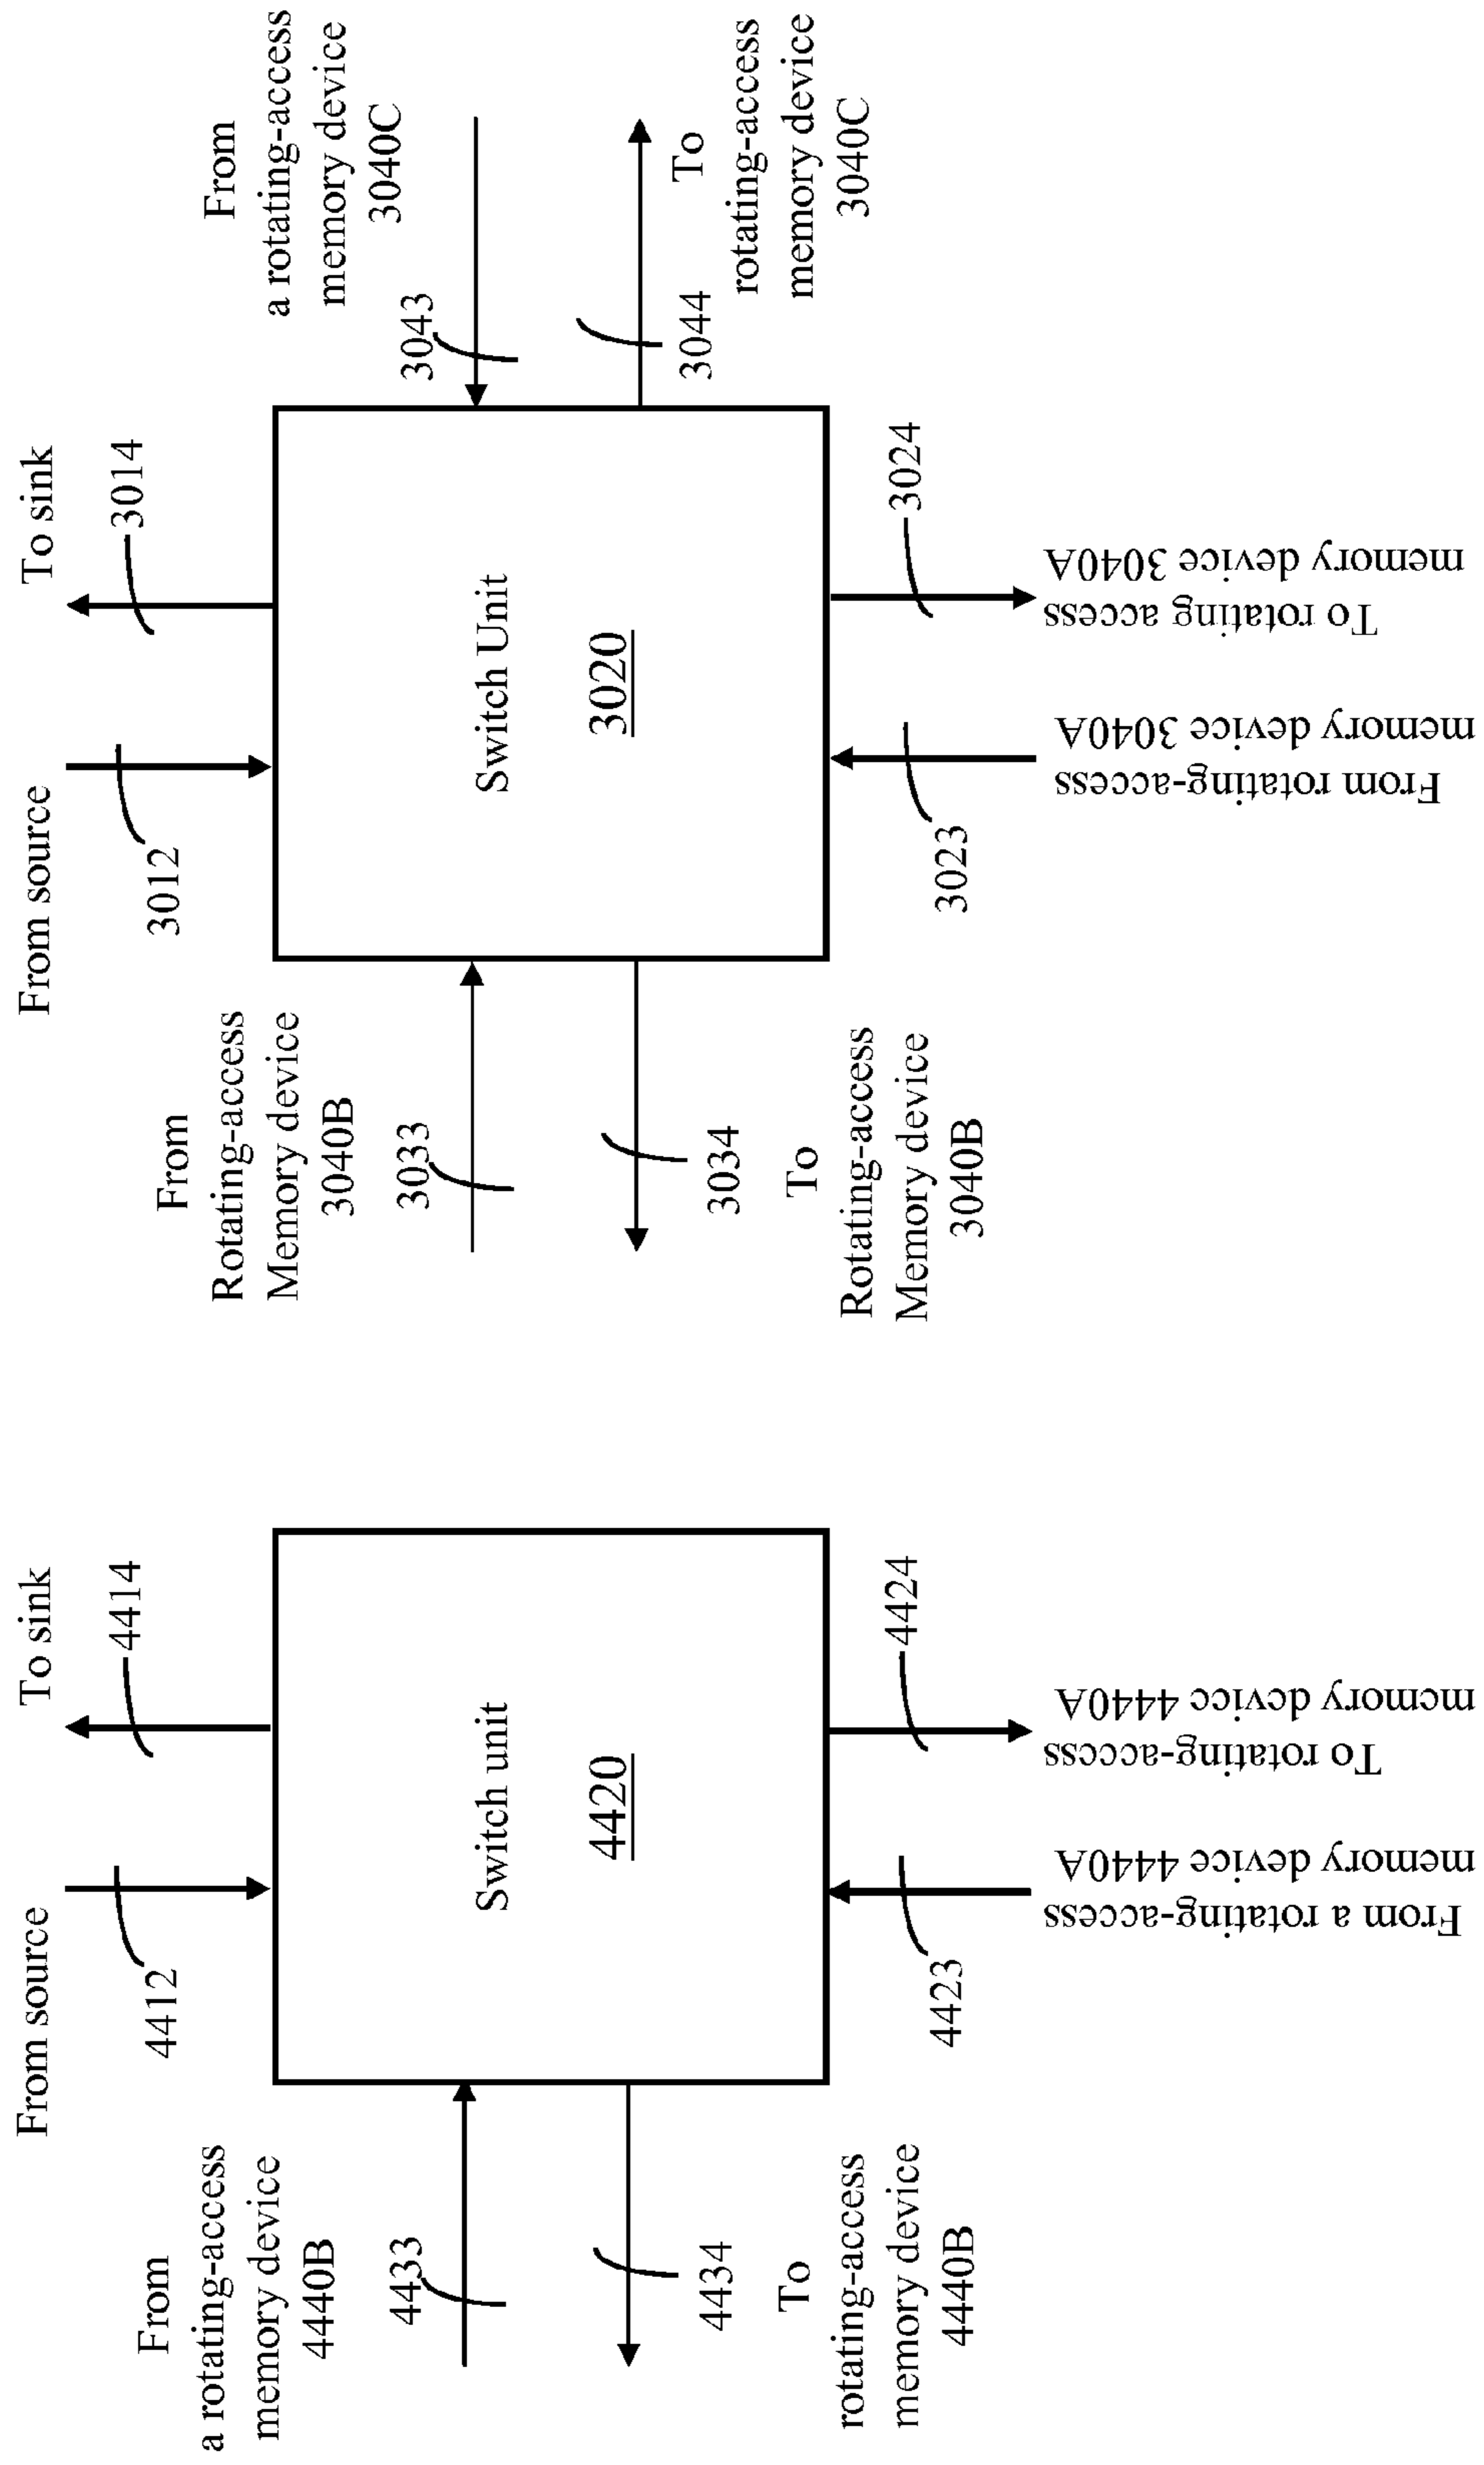 From source
To sink
4412
4414
From
a rotating-access
memory device
4440B
4433
Switch unit
4420
4434
To
rotating-access
memory device
4440B
4423
4424
From a rotating-access
memory device 4440A
To rotating-access
memory device 4440A
From source
To sink
3012
3014
From
Rotating-access
Memory device
3040B
3033
Switch Unit
3020
3034
To
Rotating-access
Memory device
3040B
From
a rotating-access
memory device
3040C
3043
3044
To
rotating-access
memory device
3040C
3023
3024
From rotating-access
memory device 3040A
To rotating access
memory device 3040A